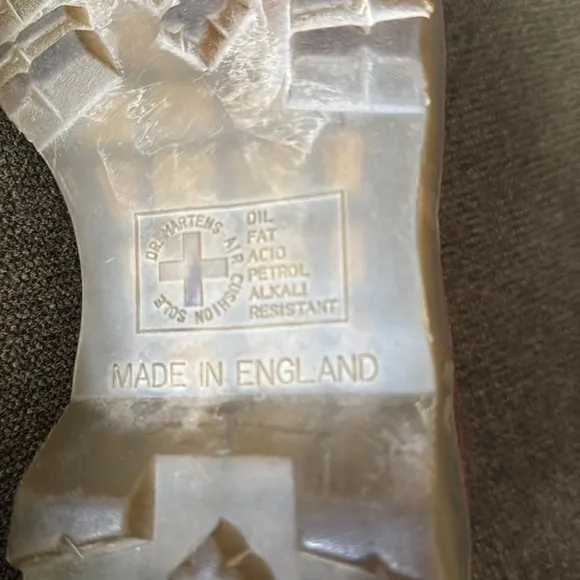 DR. MARTENS AIR CUSHION SOLE
OIL
FAT
ACID
PETROL
ALKALI
RESISTANT
MADE IN ENGLAND